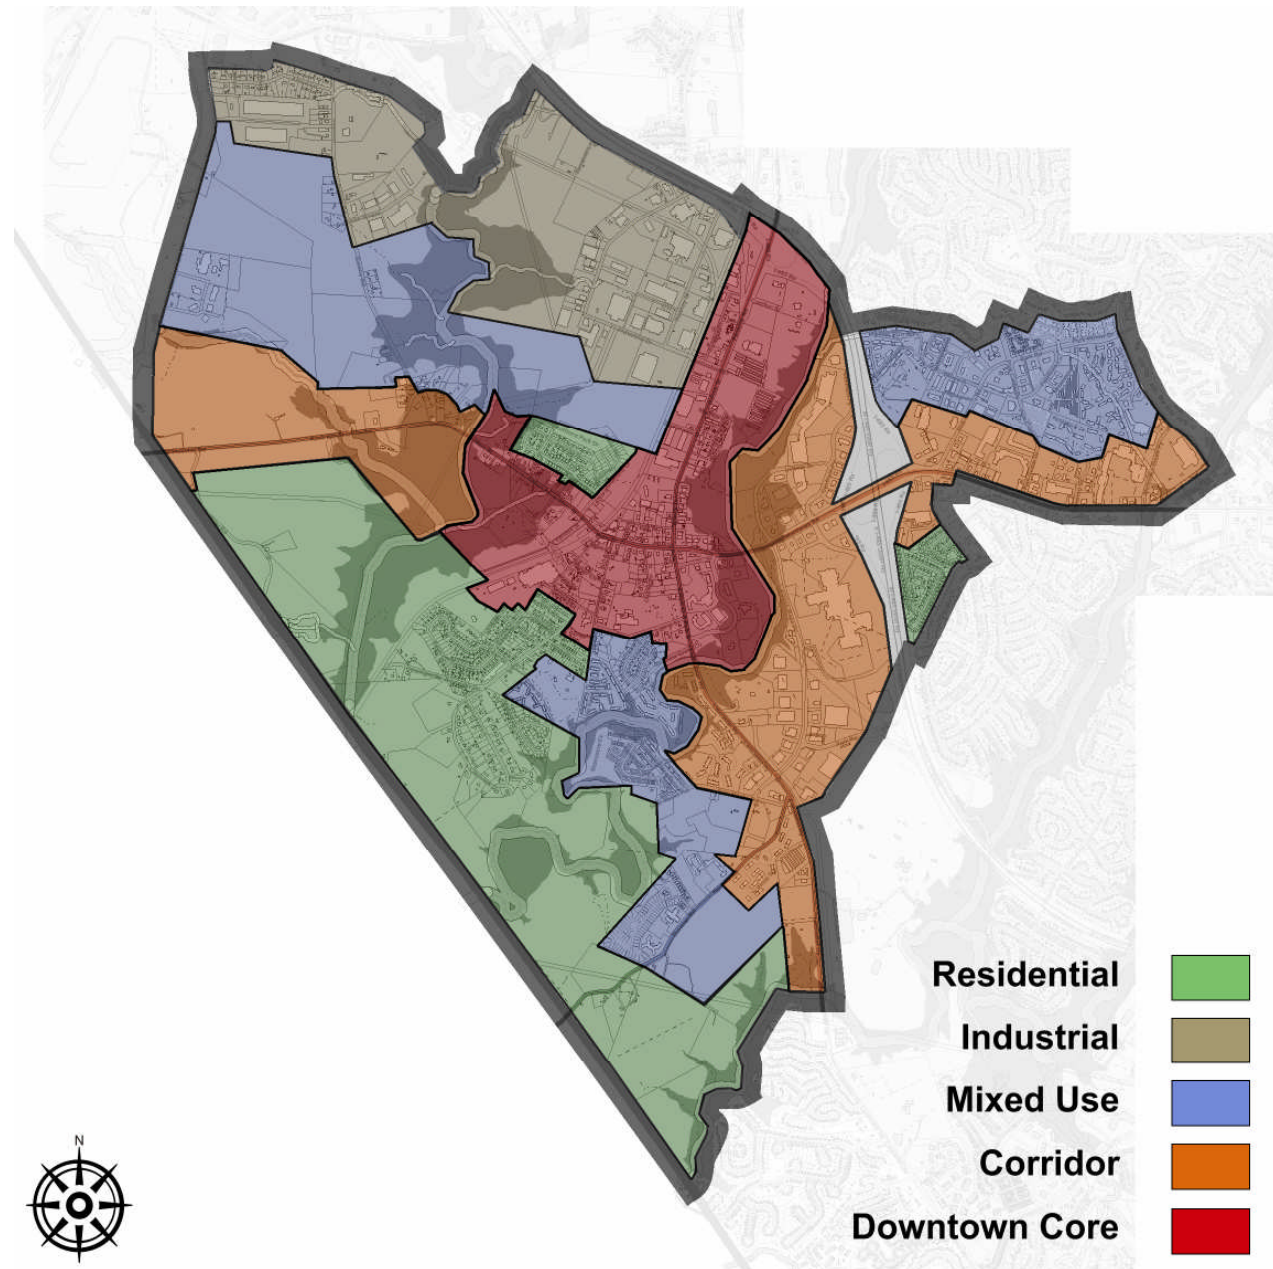 N
Residential
Industrial
Mixed Use
Corridor
Downtown Core